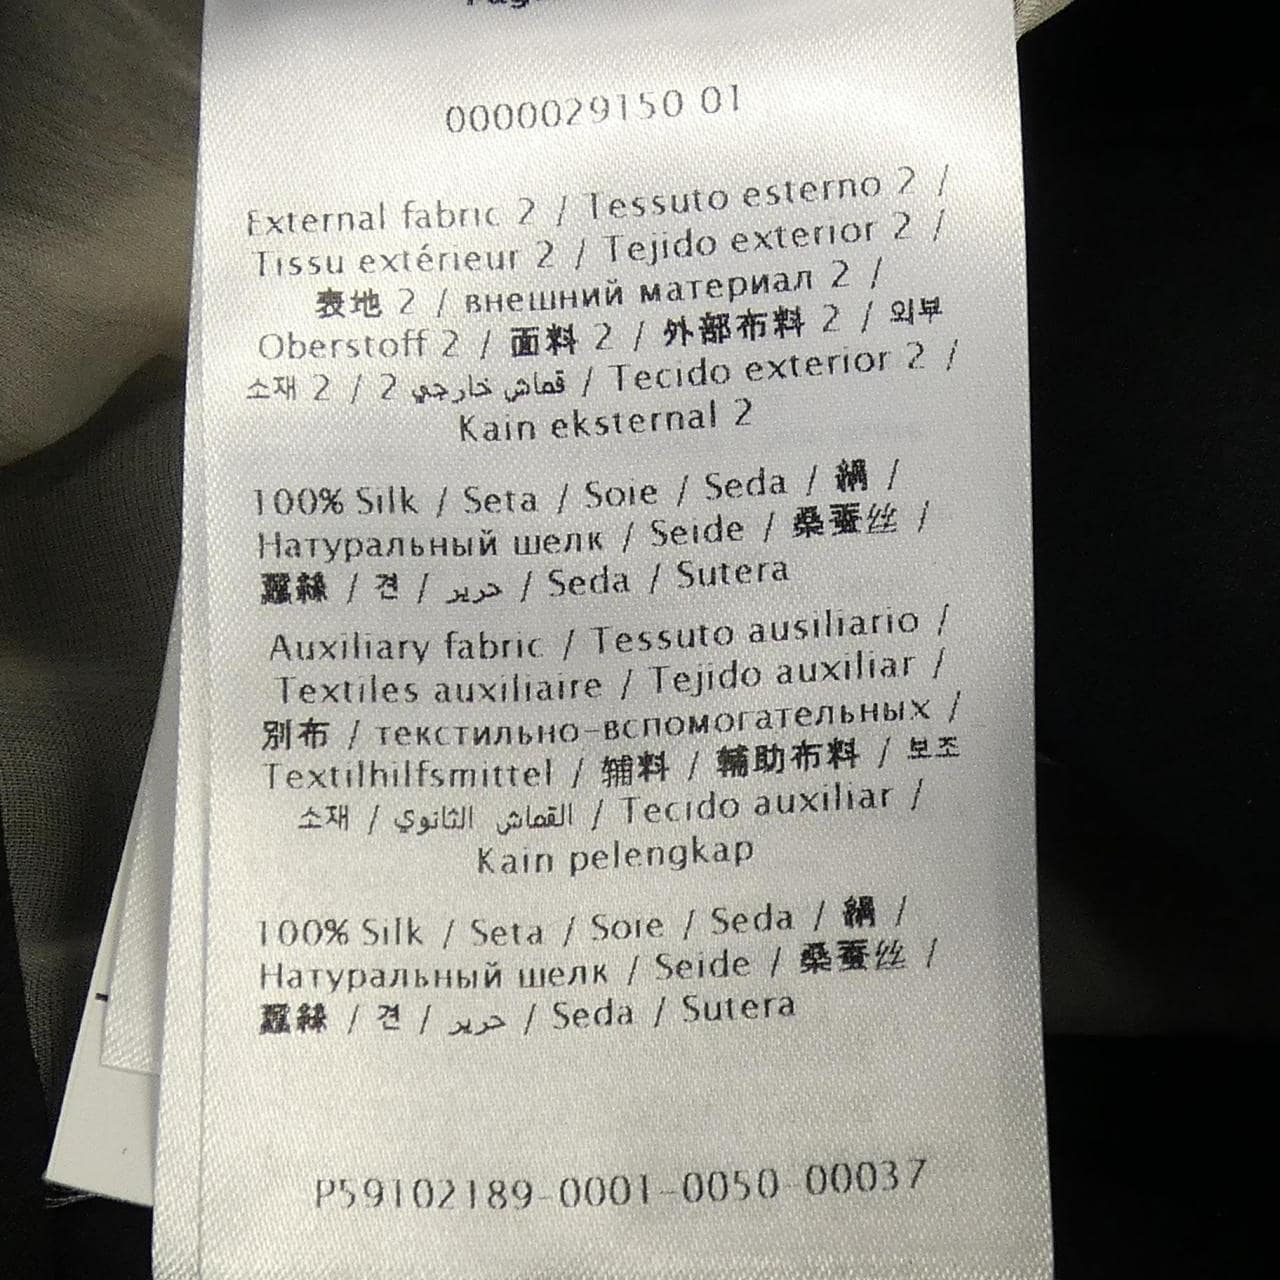 0000029150 01
External fabric 2 / Tessuto esterno 2 /
Tissu extérieur 2 / Tejido exterior 2 /
表地 2 / внешний материал 2 /
Oberstoff 2 / 面料 2 / 外部布料 2 / 외부
소재 2 / قماش خارجي 2 / Tecido exterior 2 /
Kain eksternal 2
100% Silk / Seta / Soie / Seda / 絹 /
Натуральный шелк / Seide / 桑蚕丝 /
蠶絲 / 견 / حرير / Seda / Sutera
Auxiliary fabric / Tessuto ausiliario /
Textiles auxiliaire / Tejido auxiliar /
別布 / текстильно-вспомогательных /
Textilhilfsmittel / 辅料 / 輔助布料 / 보조
소재 / القماش الثانوي / Tecido auxiliar /
Kain pelengkap
100% Silk / Seta / Soie / Seda / 絹 /
Натуральный шелк / Seide / 桑蚕丝 /
蠶絲 / 견 / حرير / Seda / Sutera
P59102189-0001-0050-00037